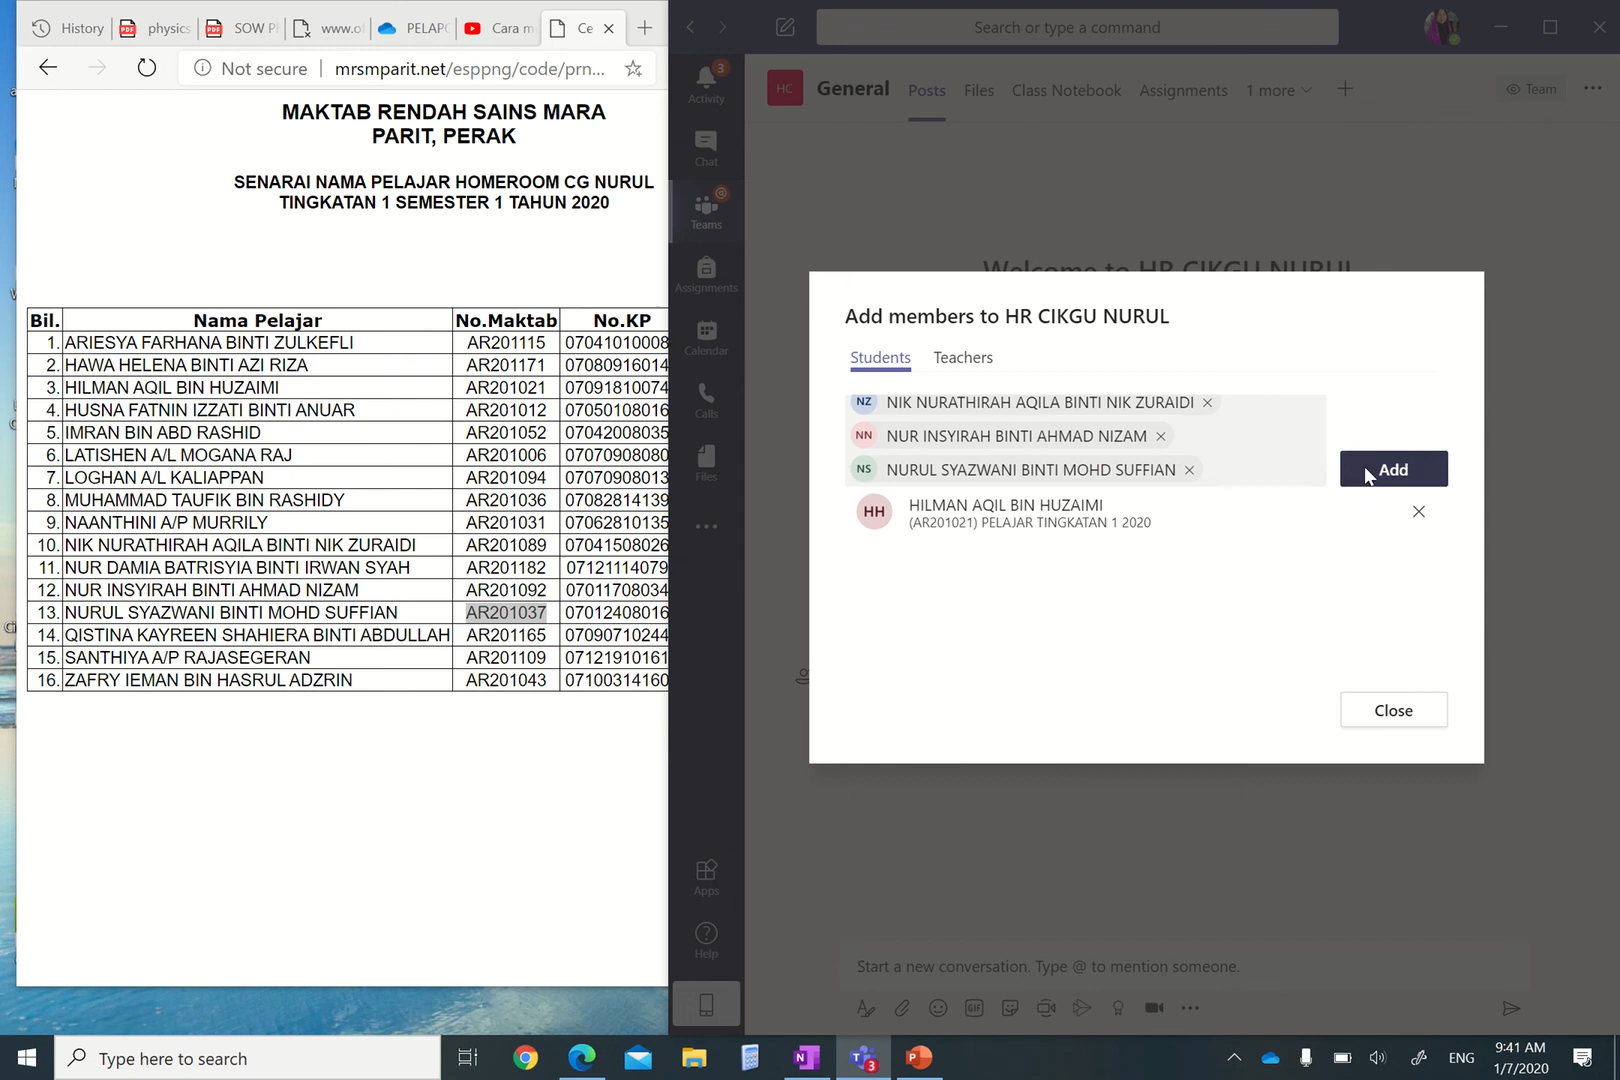 History
physics
SOW P
www.o
PELAPO
Cara m
Ce
Not secure
mrsmparit.net/esppng/code/prn...
MAKTAB RENDAH SAINS MARA
PARIT, PERAK
SENARAI NAMA PELAJAR HOMEROOM CG NURUL
TINGKATAN 1 SEMESTER 1 TAHUN 2020
Bil. Nama Pelajar No.Maktab No.KP
1. ARIESYA FARHANA BINTI ZULKEFLI AR201115 07041010008
2. HAWA HELENA BINTI AZI RIZA AR201171 07080916014
3. HILMAN AQIL BIN HUZAIMI AR201021 07091810074
4. HUSNA FATNIN IZZATI BINTI ANUAR AR201012 07050108016
5. IMRAN BIN ABD RASHID AR201052 07042008035
6. LATISHEN A/L MOGANA RAJ AR201006 07070908080
7. LOGHAN A/L KALIAPPAN AR201094 07070908013
8. MUHAMMAD TAUFIK BIN RASHIDY AR201036 07082814139
9. NAANTHINI A/P MURRILY AR201031 07062810135
10. NIK NURATHIRAH AQILA BINTI NIK ZURAIDI AR201089 07041508026
11. NUR DAMIA BATRISYIA BINTI IRWAN SYAH AR201182 07121114079
12. NUR INSYIRAH BINTI AHMAD NIZAM AR201092 07011708034
13. NURUL SYAZWANI BINTI MOHD SUFFIAN AR201037 07012408016
14. QISTINA KAYREEN SHAHIERA BINTI ABDULLAH AR201165 07090710244
15. SANTHIYA A/P RAJASEGERAN AR201109 07121910161
16. ZAFRY IEMAN BIN HASRUL ADZRIN AR201043 07100314160
Search or type a command
3
Activity
Chat
Teams
Assignments
Calendar
Calls
Files
Apps
Help
HC General Posts Files Class Notebook Assignments 1 more
Team
Welcome to HR CIKGU NURUL
Add members to HR CIKGU NURUL
Students Teachers
NZ NIK NURATHIRAH AQILA BINTI NIK ZURAIDI
NN NUR INSYIRAH BINTI AHMAD NIZAM
NS NURUL SYAZWANI BINTI MOHD SUFFIAN
Add
HH HILMAN AQIL BIN HUZAIMI
(AR201021) PELAJAR TINGKATAN 1 2020
Close
Start a new conversation. Type @ to mention someone.
GIF
Type here to search
3
ENG
9:41 AM
1/7/2020